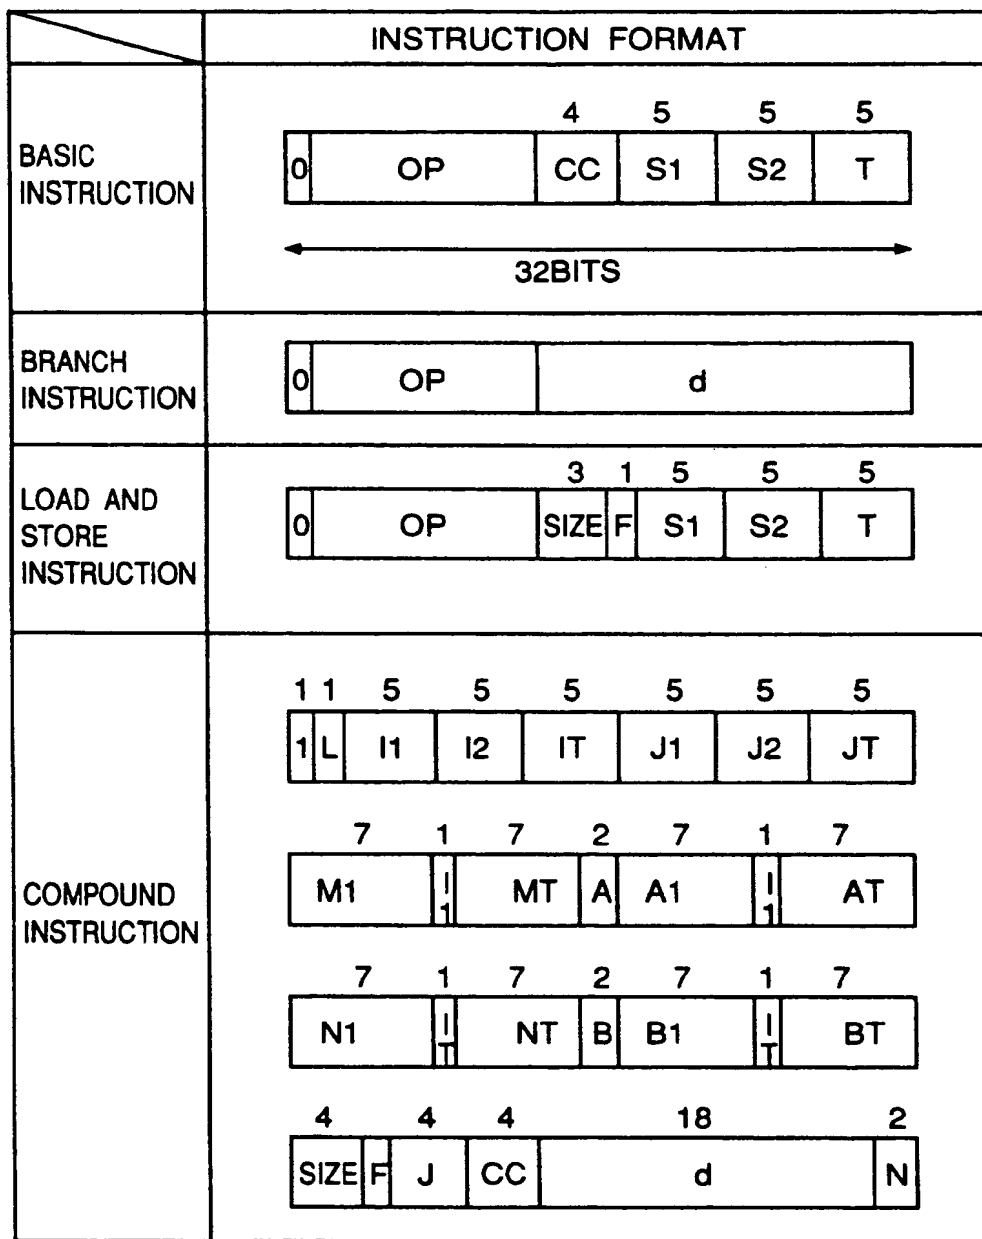 INSTRUCTION FORMAT
BASIC
INSTRUCTION
4 5 5 5
0 OP CC S1 S2 T
32BITS
BRANCH
INSTRUCTION
0 OP d
LOAD AND
STORE
INSTRUCTION
3 1 5 5 5
0 OP SIZE F S1 S2 T
COMPOUND
INSTRUCTION
1 1 5 5 5 5 5 5
1 L I1 I2 IT J1 J2 JT
7 1 7 2 7 1 7
M1 I1 MT A A1 I1 AT
7 1 7 2 7 1 7
N1 IT NT B B1 IT BT
4 4 4 18 2
SIZE F J CC d N